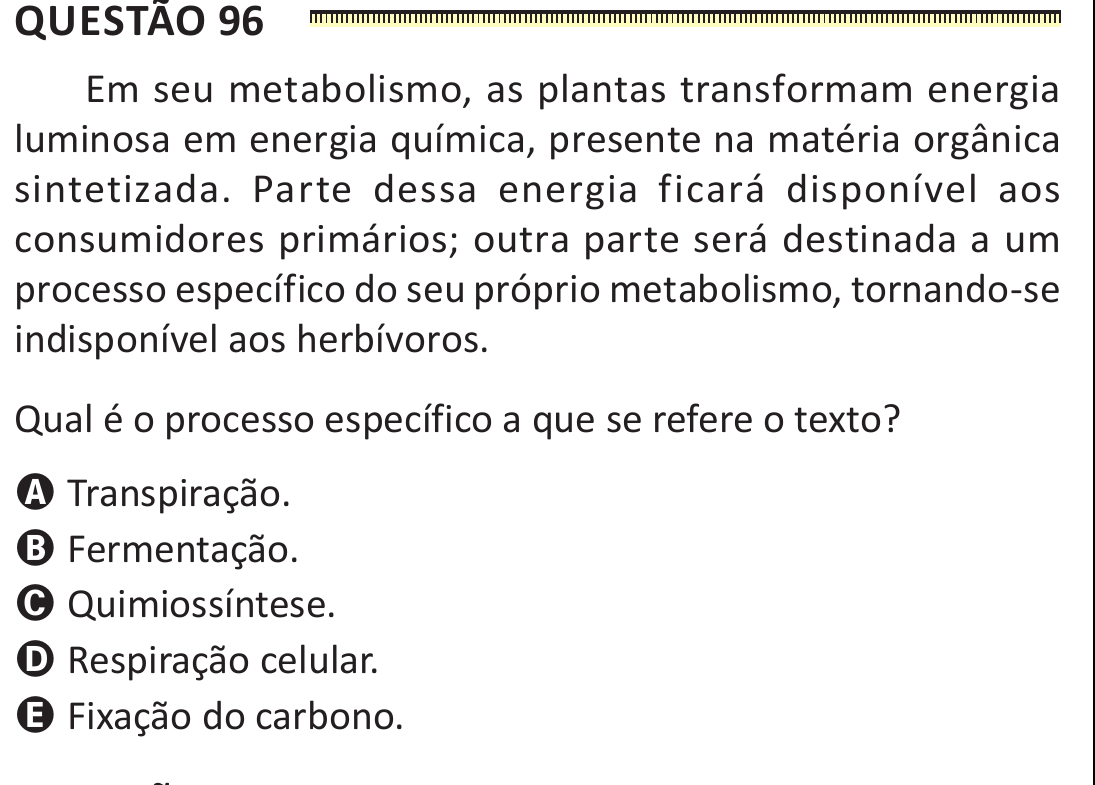 QUESTÃO 96
Em seu metabolismo, as plantas transformam energia
luminosa em energia química, presente na matéria orgânica
sintetizada. Parte dessa energia ficará disponível aos
consumidores primários; outra parte será destinada a um
processo específico do seu próprio metabolismo, tornando-se
indisponível aos herbívoros.
Qual é o processo específico a que se refere o texto?
A Transpiração.
B Fermentação.
C Quimiossíntese.
D Respiração celular.
E Fixação do carbono.